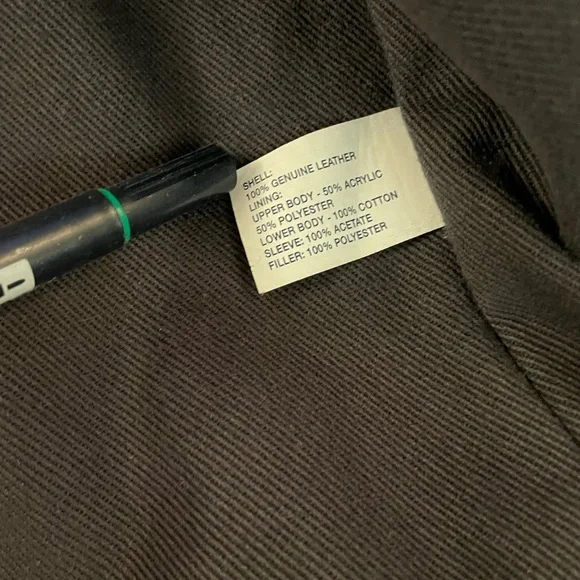 SHELL:
100% GENUINE LEATHER
LINING:
UPPER BODY - 50% ACRYLIC
50% POLYESTER
LOWER BODY - 100% COTTON
SLEEVE: 100% ACETATE
FILLER: 100% POLYESTER